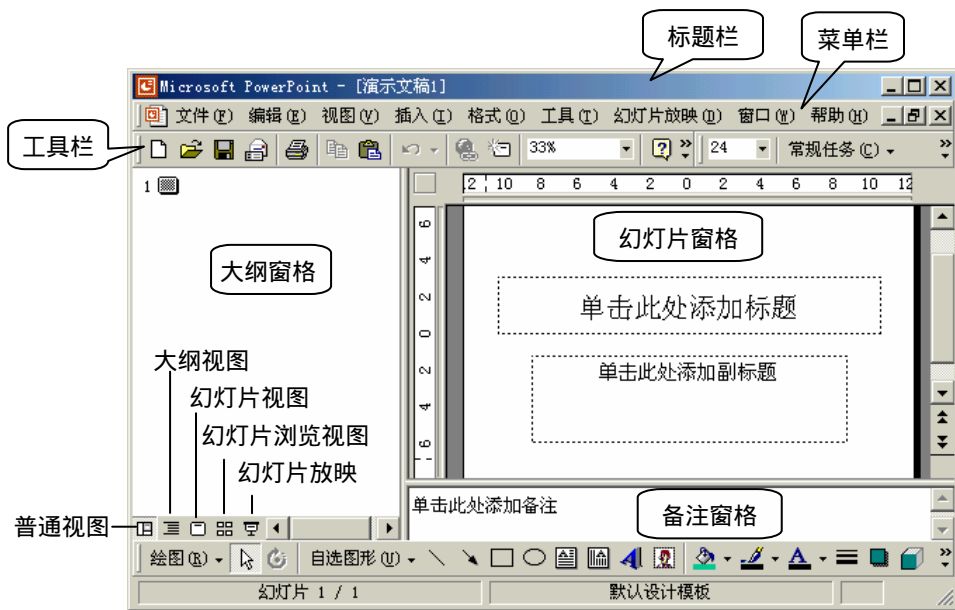 标题栏
菜单栏
Microsoft PowerPoint - [演示文稿1]
文件(F) 编辑(E) 视图(V) 插入(I) 格式(O) 工具(T) 幻灯片放映(D) 窗口(W) 帮助(H)
工具栏
33% 24 常规任务(C)
1
12 10 8 6 4 2 0 2 4 6 8 10 12
6 4 2 0 2 4 6
幻灯片窗格
大纲窗格
单击此处添加标题
单击此处添加副标题
大纲视图
幻灯片视图
幻灯片浏览视图
幻灯片放映
单击此处添加备注
备注窗格
普通视图
绘图(R) 自选图形(U) A
幻灯片 1 / 1 默认设计模板